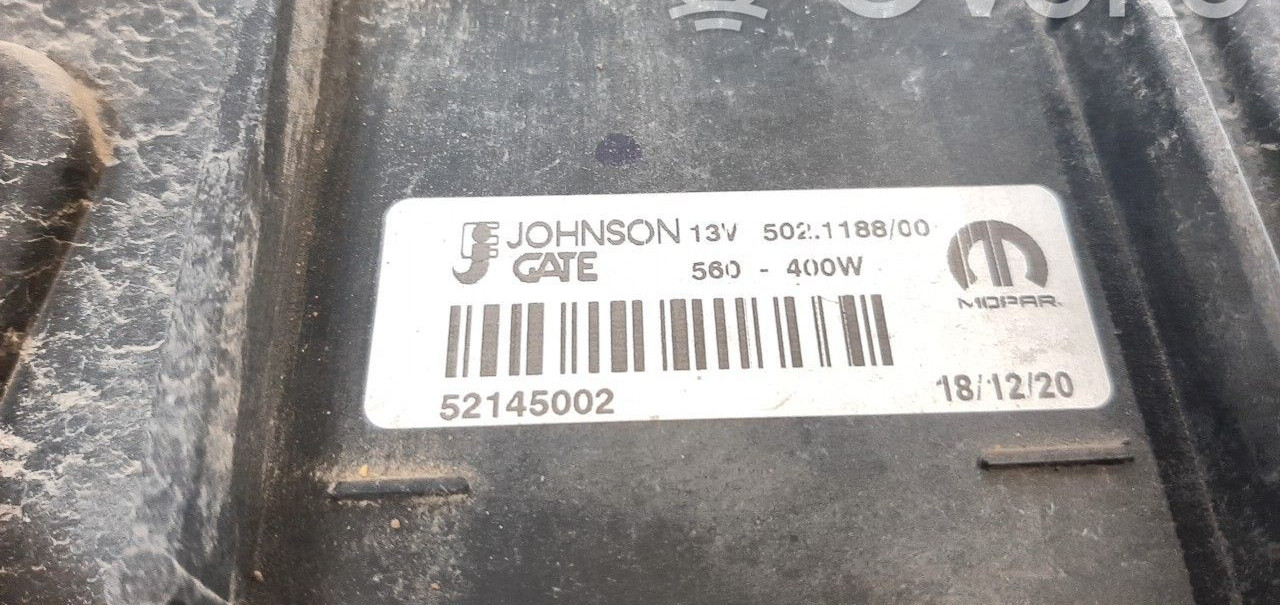 JOHNSON 13V 502.1188/00
GATE 560 - 400W
MOPAR
52145002
18/12/20